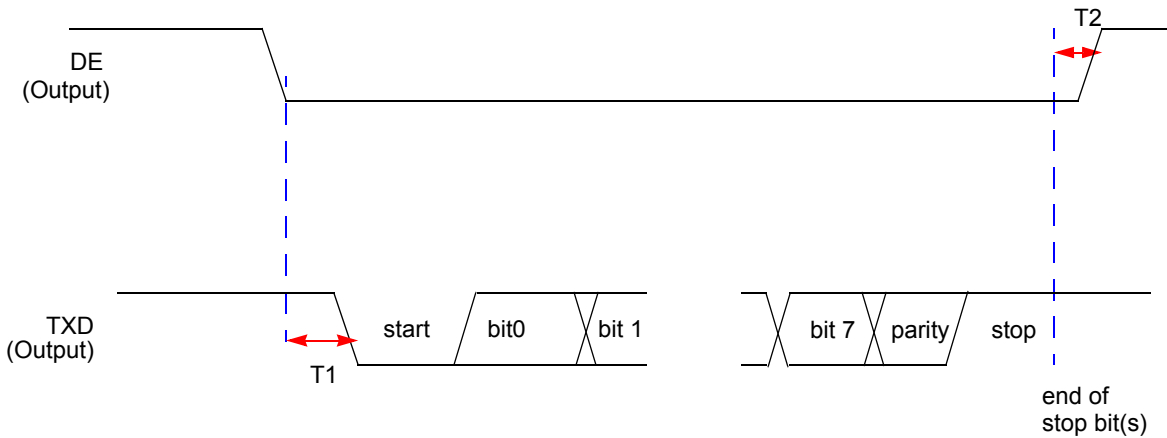 T2
DE
(Output)
TXD
(Output)
start
bit0
bit 1
bit 7
parity
stop
T1
end of
stop bit(s)